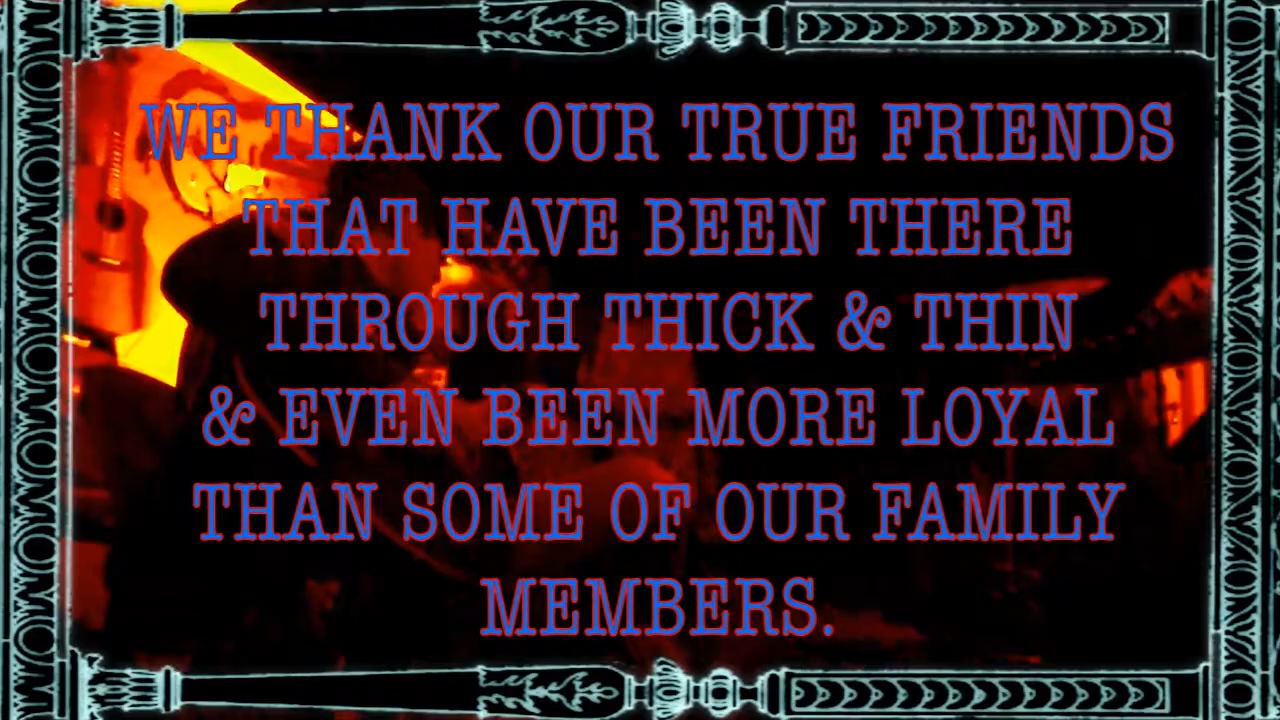 WE THANK OUR TRUE FRIENDS
THAT HAVE BEEN THERE
THROUGH THICK & THIN
& EVEN BEEN MORE LOYAL
THAN SOME OF OUR FAMILY
MEMBERS.